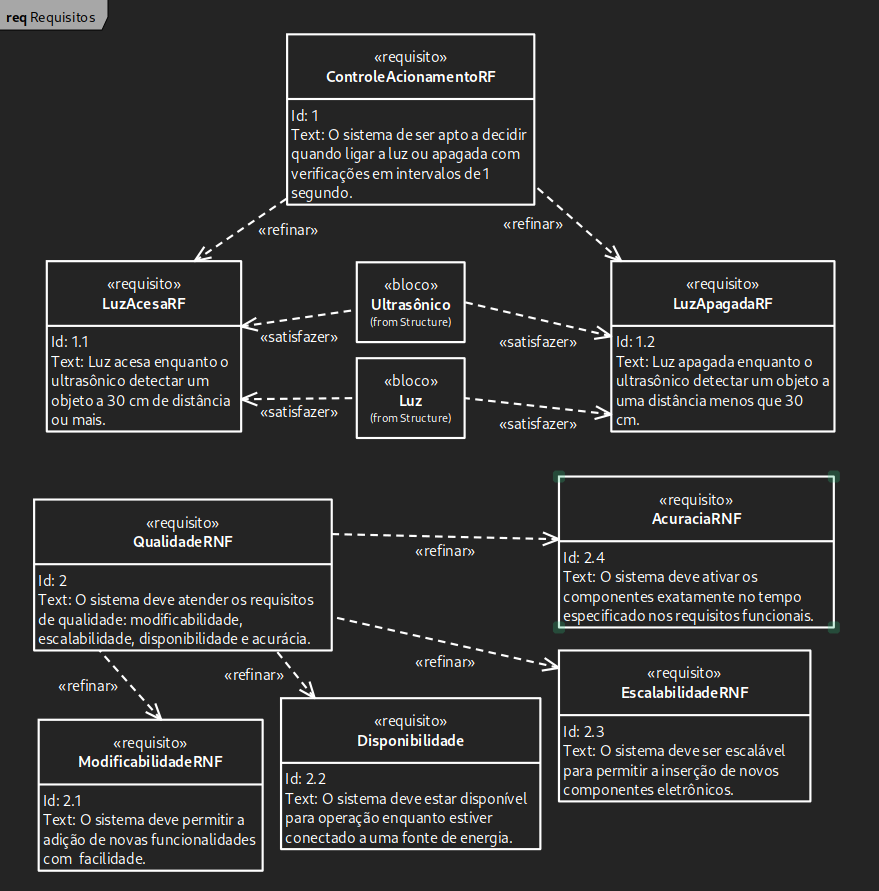 req Requisitos
«requisito»
ControleAcionamentoRF
Id: 1
Text: O sistema de ser apto a decidir
quando ligar a luz ou apagada com
verificações em intervalos de 1
segundo.
«refinar»
«refinar»
«requisito»
LuzAcesaRF
Id: 1.1
Text: Luz acesa enquanto o
ultrasônico detectar um
objeto a 30 cm de distância
ou mais.
«bloco»
Ultrasônico
(from Structure)
«satisfazer»
«satisfazer»
«bloco»
Luz
(from Structure)
«satisfazer»
«satisfazer»
«requisito»
LuzApagadaRF
Id: 1.2
Text: Luz apagada enquanto o
ultrasônico detectar um objeto a
uma distância menos que 30
cm.
«requisito»
QualidadeRNF
Id: 2
Text: O sistema deve atender os requisitos
de qualidade: modificabilidade,
escalabilidade, disponibilidade e acurácia.
«refinar»
«requisito»
AcuraciaRNF
Id: 2.4
Text: O sistema deve ativar os
componentes exatamente no tempo
especificado nos requisitos funcionais.
«refinar»
«refinar»
«refinar»
«requisito»
EscalabilidadeRNF
Id: 2.3
Text: O sistema deve ser escalável
para permitir a inserção de novos
componentes eletrônicos.
«requisito»
ModificabilidadeRNF
Id: 2.1
Text: O sistema deve permitir a
adição de novas funcionalidades
com  facilidade.
«requisito»
Disponibilidade
Id: 2.2
Text: O sistema deve estar disponível
para operação enquanto estiver
conectado a uma fonte de energia.